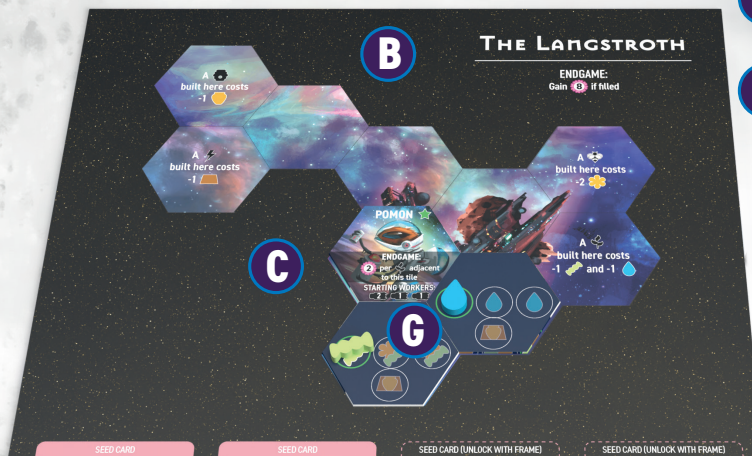 B
THE LANGSTROTH
ENDGAME:
Gain 8 if filled
A
built here costs
-1
A
built here costs
-1
A
built here costs
-2
POMON
ENDGAME:
2 per adjacent
to this tile
STARTING WORKERS:
2 1 1
A
built here costs
-1 and -1
C
G
SEED CARD
SEED CARD
SEED CARD (UNLOCK WITH FRAME)
SEED CARD (UNLOCK WITH FRAME)